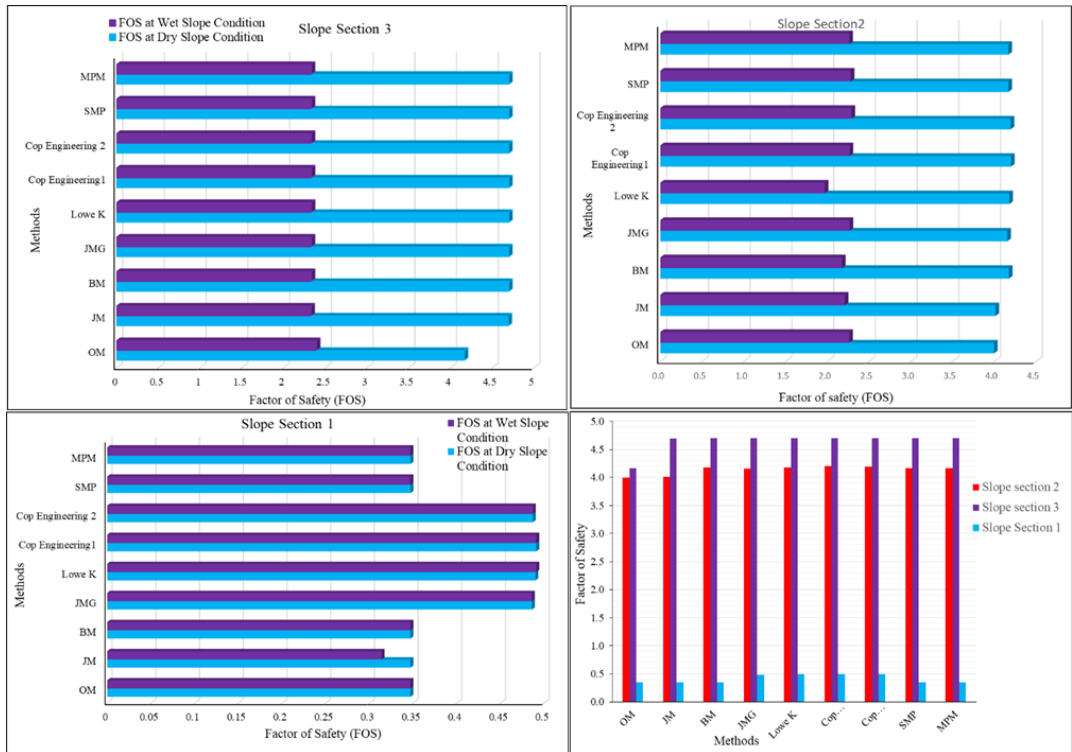 FOS at Wet Slope Condition
FOS at Dry Slope Condition
Slope Section 3
MPM
SMP
Cop Engineering 2
Cop Engineering1
Lowe K
JMG
BM
JM
OM
Methods
0 0.5 1 1.5 2 2.5 3 3.5 4 4.5 5
Factor of Safety (FOS)
Slope Section2
MPM
SMP
Cop Engineering
2
Cop
Engineering1
Lowe K
JMG
BM
JM
OM
Methods
0.0 0.5 1.0 1.5 2.0 2.5 3.0 3.5 4.0 4.5
Factor of safety (FOS)
Slope Section 1
FOS at Wet Slope
Condition
FOS at Dry Slope
Condition
MPM
SMP
Cop Engineering 2
Cop Engineering1
Lowe K
JMG
BM
JM
OM
Methods
0 0.05 0.1 0.15 0.2 0.25 0.3 0.35 0.4 0.45 0.5
Factor of Safety (FOS)
5.0
4.5
4.0
3.5
3.0
2.5
2.0
1.5
1.0
0.5
0.0
Factor of Safety
Slope section 2
Slope section 3
Slope Section 1
OM JM BM JMG Lowe K Cop… Cop… SMP MPM
Methods